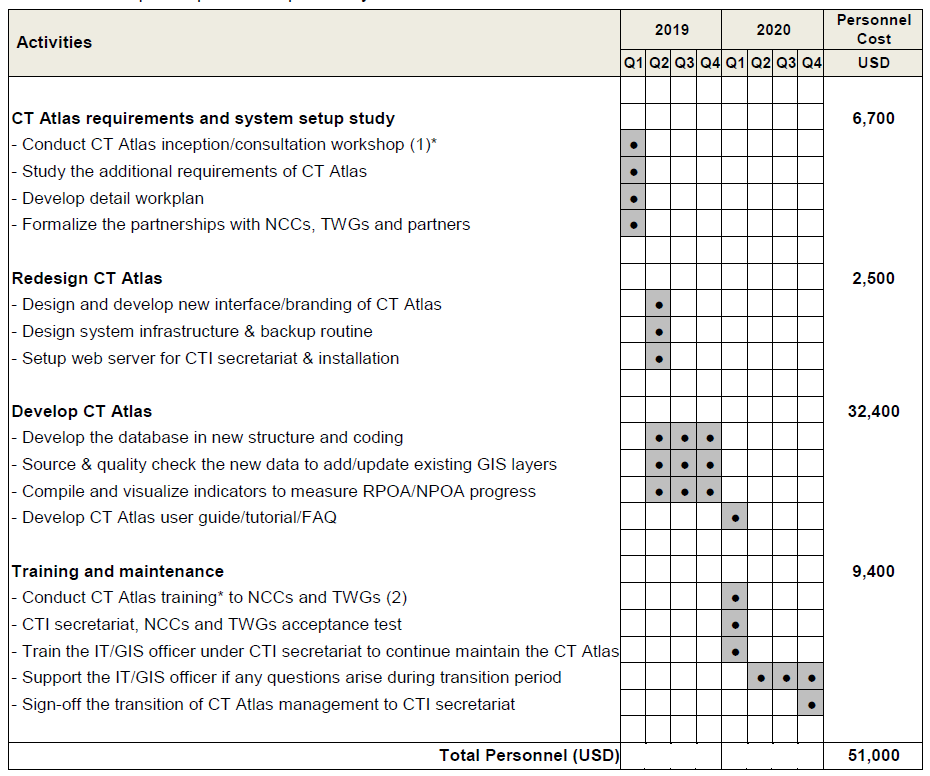 Activities
2019
2020
Personnel
Cost
Q1 Q2 Q3 Q4 Q1 Q2 Q3 Q4
USD
CT Atlas requirements and system setup study 6,700
- Conduct CT Atlas inception/consultation workshop (1)* ●
- Study the additional requirements of CT Atlas ●
- Develop detail workplan ●
- Formalize the partnerships with NCCs, TWGs and partners ●
Redesign CT Atlas 2,500
- Design and develop new interface/branding of CT Atlas ●
- Design system infrastructure & backup routine ●
- Setup web server for CTI secretariat & installation ●
Develop CT Atlas 32,400
- Develop the database in new structure and coding ● ● ●
- Source & quality check the new data to add/update existing GIS layers ● ● ●
- Compile and visualize indicators to measure RPOA/NPOA progress ● ● ●
- Develop CT Atlas user guide/tutorial/FAQ ●
Training and maintenance 9,400
- Conduct CT Atlas training* to NCCs and TWGs (2) ●
- CTI secretariat, NCCs and TWGs acceptance test ●
- Train the IT/GIS officer under CTI secretariat to continue maintain the CT Atlas ●
- Support the IT/GIS officer if any questions arise during transition period ● ● ●
- Sign-off the transition of CT Atlas management to CTI secretariat ●
Total Personnel (USD) 51,000